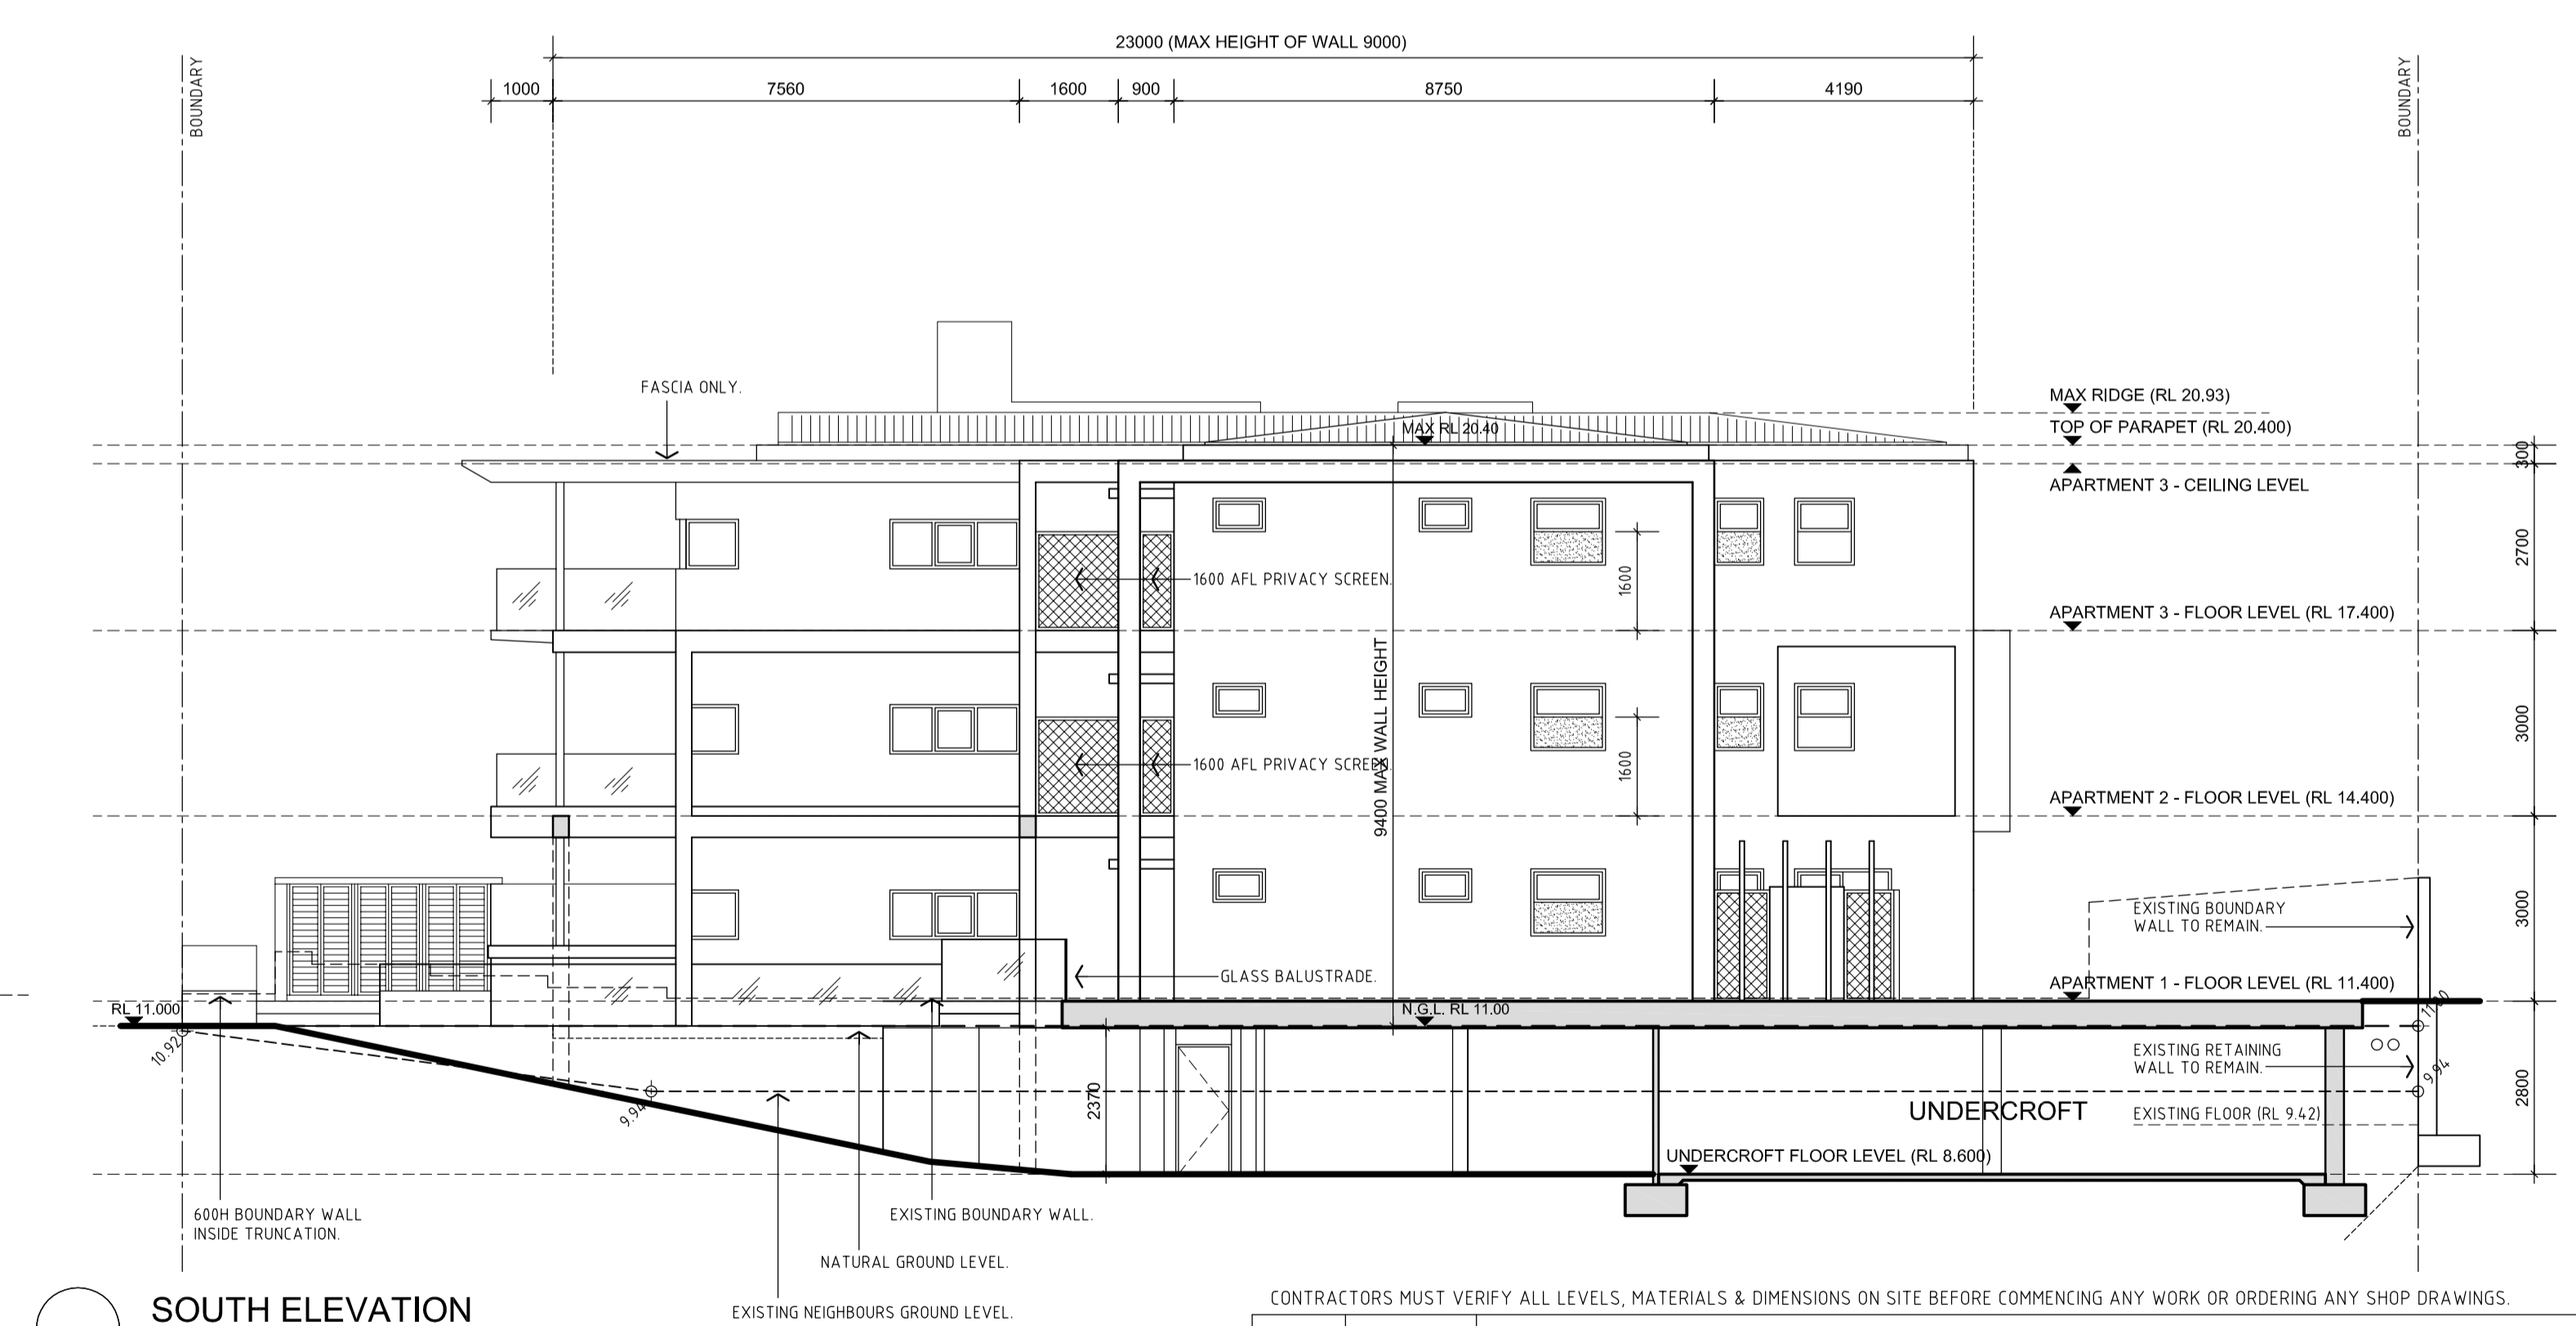 23000 (MAX HEIGHT OF WALL 9000)
BOUNDARY
BOUNDARY
1000
7560
1600
900
8750
4190
FASCIA ONLY.
MAX RIDGE (RL 20.93)
MAX RL 20.40
TOP OF PARAPET (RL 20.400)
300
APARTMENT 3 - CEILING LEVEL
2700
1600 AFL PRIVACY SCREEN.
1600
APARTMENT 3 - FLOOR LEVEL (RL 17.400)
9400 MAX WALL HEIGHT
3000
1600 AFL PRIVACY SCREEN.
1600
APARTMENT 2 - FLOOR LEVEL (RL 14.400)
3000
EXISTING BOUNDARY
WALL TO REMAIN.
GLASS BALUSTRADE.
APARTMENT 1 - FLOOR LEVEL (RL 11.400)
RL 11.000
N.G.L. RL 11.00
10.92
EXISTING RETAINING
WALL TO REMAIN.
9.94
9.94
2370
2800
UNDERCROFT
EXISTING FLOOR (RL 9.42)
UNDERCROFT FLOOR LEVEL (RL 8.600)
600H BOUNDARY WALL
INSIDE TRUNCATION.
EXISTING BOUNDARY WALL.
NATURAL GROUND LEVEL.
EXISTING NEIGHBOURS GROUND LEVEL.
SOUTH ELEVATION
CONTRACTORS MUST VERIFY ALL LEVELS, MATERIALS & DIMENSIONS ON SITE BEFORE COMMENCING ANY WORK OR ORDERING ANY SHOP DRAWINGS.